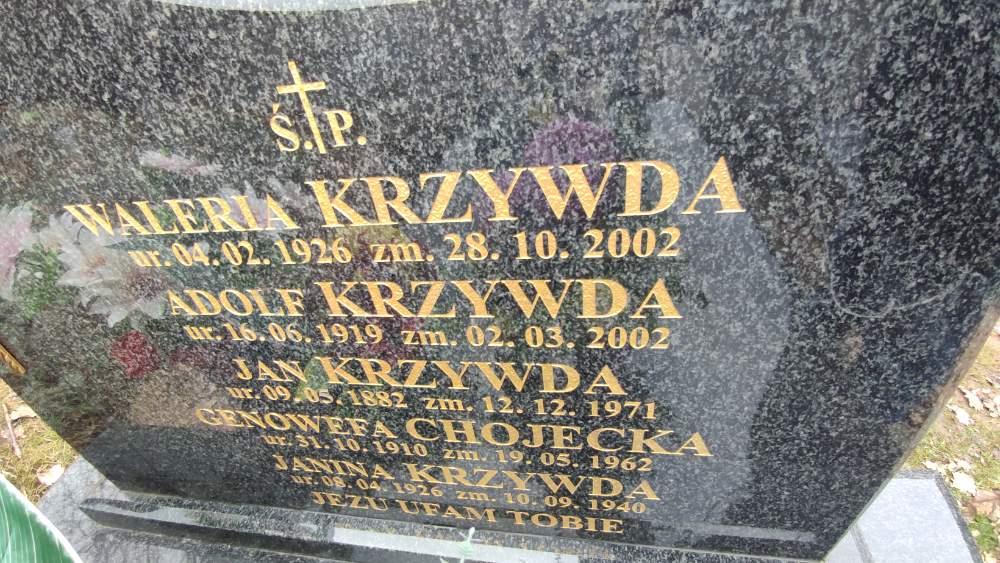 Ś.P.
WALERIA KRZYWDA
ur. 04.02.1926 zm. 28.10.2002
ADOLF KRZYWDA
ur. 16.06.1919 zm. 02.03.2002
JAN KRZYWDA
ur. 09.05.1882 zm. 12.12.1971
GENOWEFA CHOJECKA
ur. 31.10.1910 zm. 19.05.1962
JANINA KRZYWDA
ur. 08.04.1926 zm. 10.09.1940
JEZU UFAM TOBIE